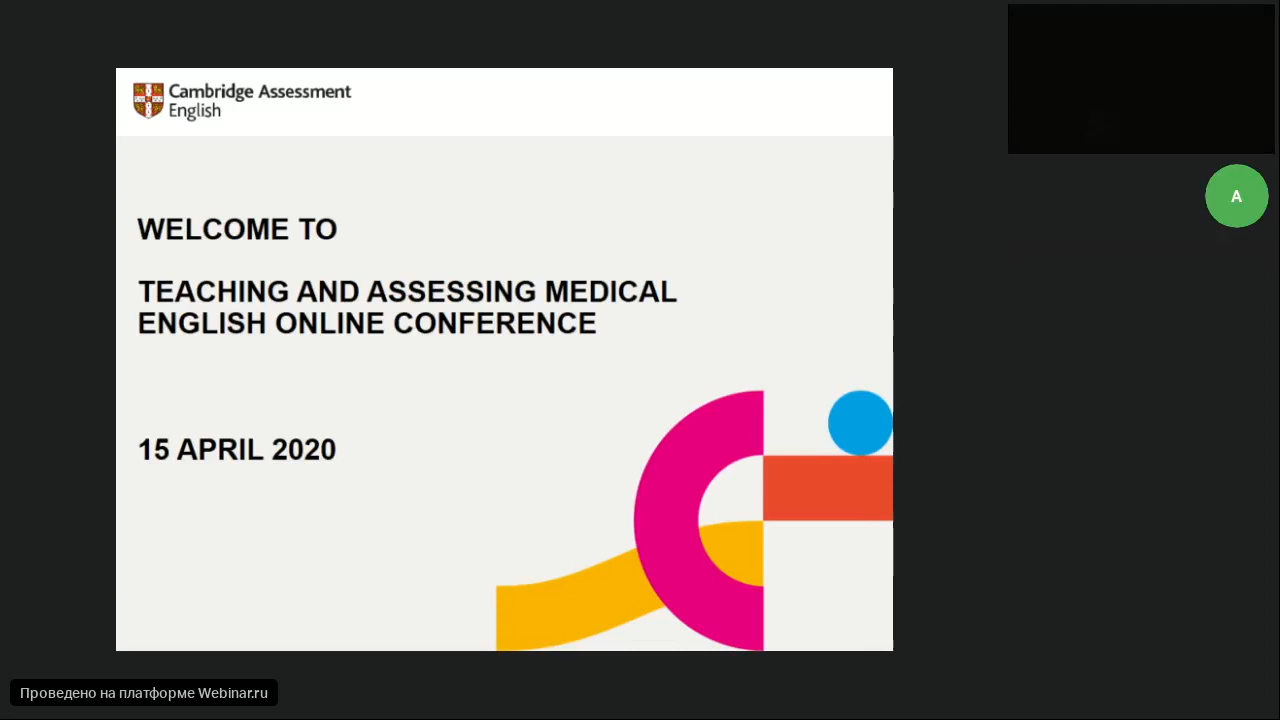 Cambridge Assessment
English
A
WELCOME TO
TEACHING AND ASSESSING MEDICAL
ENGLISH ONLINE CONFERENCE
15 APRIL 2020
Проведено на платформе Webinar.ru